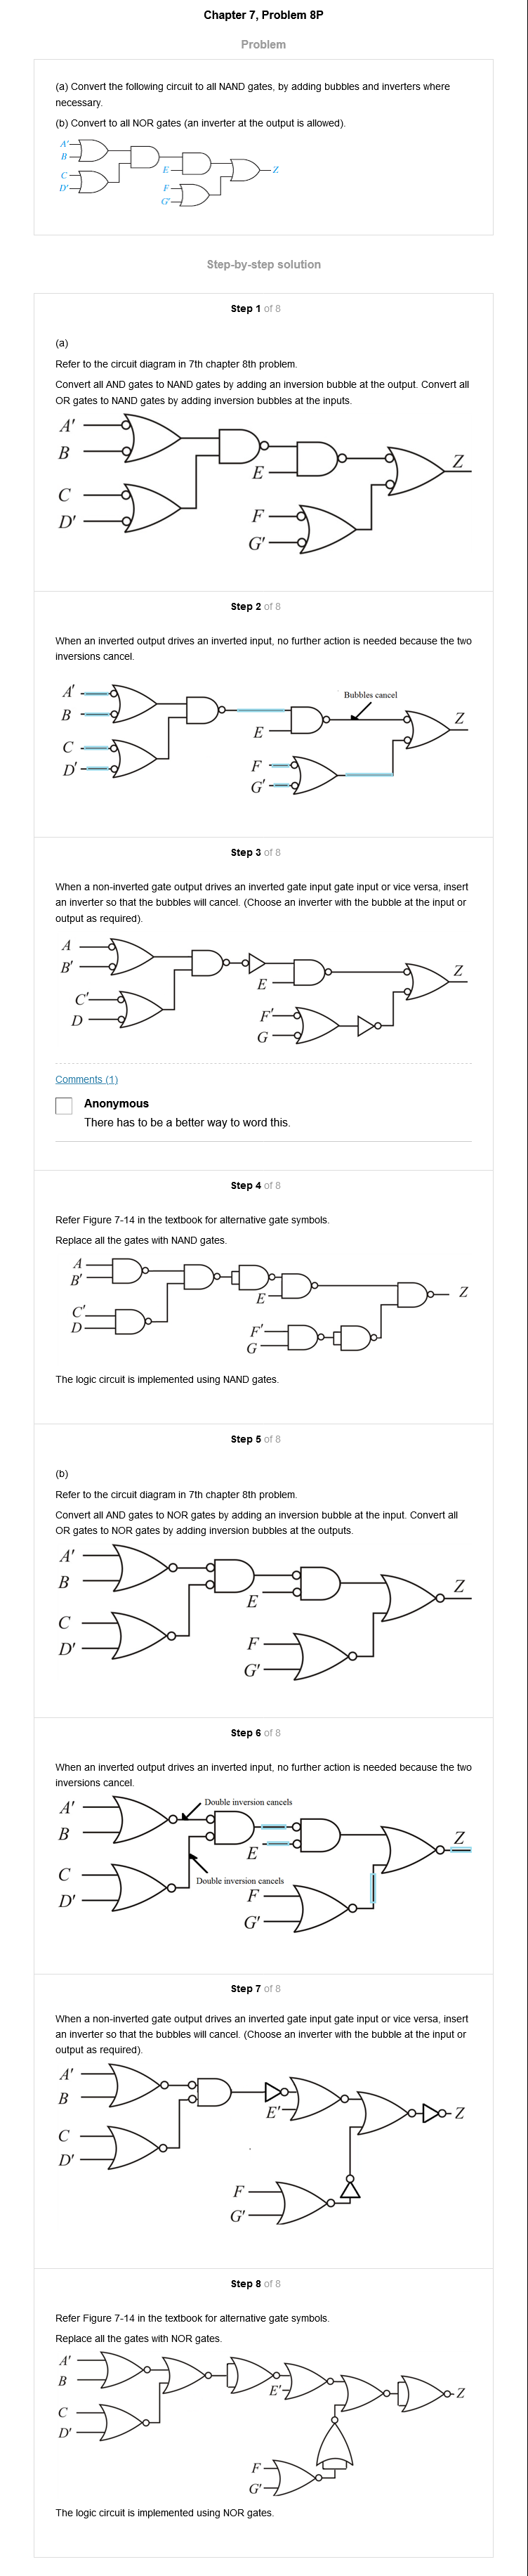 Chapter 7, Problem 8P
Problem
(a) Convert the following circuit to all NAND gates, by adding bubbles and inverters where
necessary.
(b) Convert to all NOR gates (an inverter at the output is allowed).
A'
B
C
D'
E
F
G'
Z
Step-by-step solution
Step 1 of 8
(a)
Refer to the circuit diagram in 7th chapter 8th problem.
Convert all AND gates to NAND gates by adding an inversion bubble at the output. Convert all
OR gates to NAND gates by adding inversion bubbles at the inputs.
A'
B
C
D'
E
F
G'
Z
Step 2 of 8
When an inverted output drives an inverted input, no further action is needed because the two
inversions cancel.
A'
B
C
D'
E
F
G'
Bubbles cancel
Z
Step 3 of 8
When a non-inverted gate output drives an inverted gate input gate input or vice versa, insert
an inverter so that the bubbles will cancel. (Choose an inverter with the bubble at the input or
output as required).
A
B'
C'
D
E
F'
G
Z
Comments (1)
Anonymous
There has to be a better way to word this.
Step 4 of 8
Refer Figure 7-14 in the textbook for alternative gate symbols.
Replace all the gates with NAND gates.
A
B'
C'
D
E
F'
G
Z
The logic circuit is implemented using NAND gates.
Step 5 of 8
(b)
Refer to the circuit diagram in 7th chapter 8th problem.
Convert all AND gates to NOR gates by adding an inversion bubble at the input. Convert all
OR gates to NOR gates by adding inversion bubbles at the outputs.
A'
B
C
D'
E
F
G'
Z
Step 6 of 8
When an inverted output drives an inverted input, no further action is needed because the two
inversions cancel.
A'
B
Double inversion cancels
C
D'
E
Double inversion cancels
F
G'
Z
Step 7 of 8
When a non-inverted gate output drives an inverted gate input gate input or vice versa, insert
an inverter so that the bubbles will cancel. (Choose an inverter with the bubble at the input or
output as required).
A'
B
C
D'
E'
F
G'
Z
Step 8 of 8
Refer Figure 7-14 in the textbook for alternative gate symbols.
Replace all the gates with NOR gates.
A'
B
C
D'
E'
F
G'
Z
The logic circuit is implemented using NOR gates.